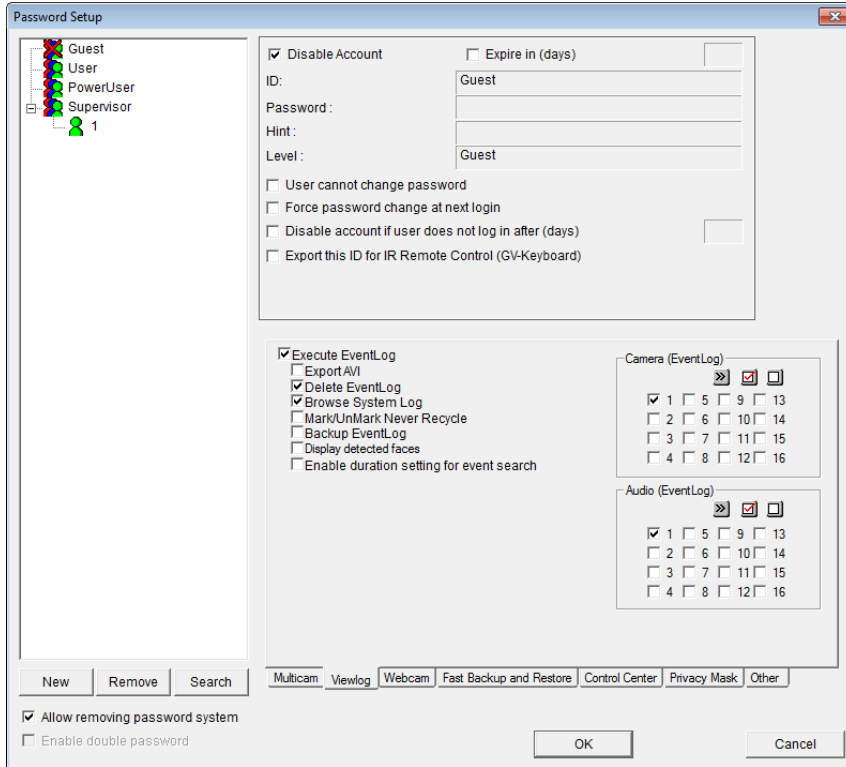 Password Setup
Guest
User
PowerUser
Supervisor
1
Disable Account
Expire in (days)
ID:
Guest
Password :
Hint :
Level :
Guest
User cannot change password
Force password change at next login
Disable account if user does not log in after (days)
Export this ID for IR Remote Control (GV-Keyboard)
Execute EventLog
Export AVI
Delete EventLog
Browse System Log
Mark/UnMark Never Recycle
Backup EventLog
Display detected faces
Enable duration setting for event search
Camera (EventLog)
1 5 9 13
2 6 10 14
3 7 11 15
4 8 12 16
Audio (EventLog)
1 5 9 13
2 6 10 14
3 7 11 15
4 8 12 16
Multicam Viewlog Webcam Fast Backup and Restore Control Center Privacy Mask Other
New Remove Search
Allow removing password system
Enable double password
OK Cancel